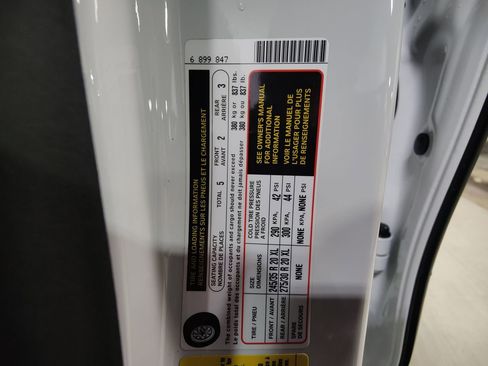 6 899 847
TIRE AND LOADING INFORMATION
RENSEIGNEMENTS SUR LES PNEUS ET LE CHARGEMENT
SEATING CAPACITY
NOMBRE DE PLACES
TOTAL 5
FRONT
AVANT 2
REAR
ARRIÈRE 3
The combined weight of occupants and cargo should never exceed 380 kg or 837 lbs.
Le poids total des occupants et du chargement ne doit jamais dépasser 380 kg ou 837 lb.
TIRE / PNEU
SIZE
DIMENSIONS
COLD TIRE PRESSURE
PRESSION DES PNEUS
A FROID
FRONT / AVANT 245/35 R 20 XL 290 KPA, 42 PSI
REAR / ARRIÈRE 275/30 R 20 XL 300 KPA, 44 PSI
SPARE
DE SECOURS NONE NONE KPA, NONE PSI
SEE OWNER'S MANUAL
FOR ADDITIONAL
INFORMATION
VOIR LE MANUEL DE
L'USAGER POUR PLUS
DE RENSEIGNEMENTS